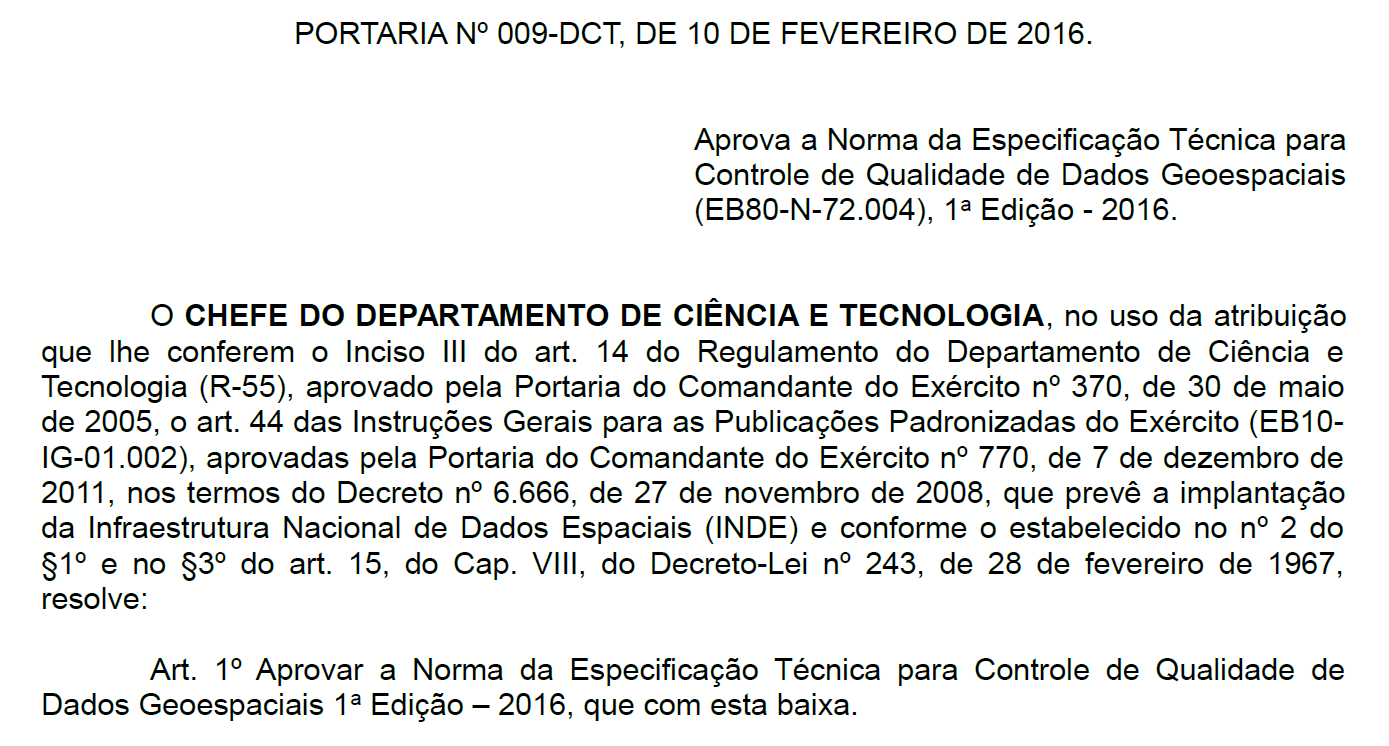 PORTARIA Nº 009-DCT, DE 10 DE FEVEREIRO DE 2016.
Aprova a Norma da Especificação Técnica para
Controle de Qualidade de Dados Geoespaciais
(EB80-N-72.004), 1ª Edição - 2016.
O CHEFE DO DEPARTAMENTO DE CIÊNCIA E TECNOLOGIA, no uso da atribuição
que lhe conferem o Inciso III do art. 14 do Regulamento do Departamento de Ciência e
Tecnologia (R-55), aprovado pela Portaria do Comandante do Exército nº 370, de 30 de maio
de 2005, o art. 44 das Instruções Gerais para as Publicações Padronizadas do Exército (EB10-
IG-01.002), aprovadas pela Portaria do Comandante do Exército nº 770, de 7 de dezembro de
2011, nos termos do Decreto nº 6.666, de 27 de novembro de 2008, que prevê a implantação
da Infraestrutura Nacional de Dados Espaciais (INDE) e conforme o estabelecido no nº 2 do
§1º e no §3º do art. 15, do Cap. VIII, do Decreto-Lei nº 243, de 28 de fevereiro de 1967,
resolve:
Art. 1º Aprovar a Norma da Especificação Técnica para Controle de Qualidade de
Dados Geoespaciais 1ª Edição – 2016, que com esta baixa.